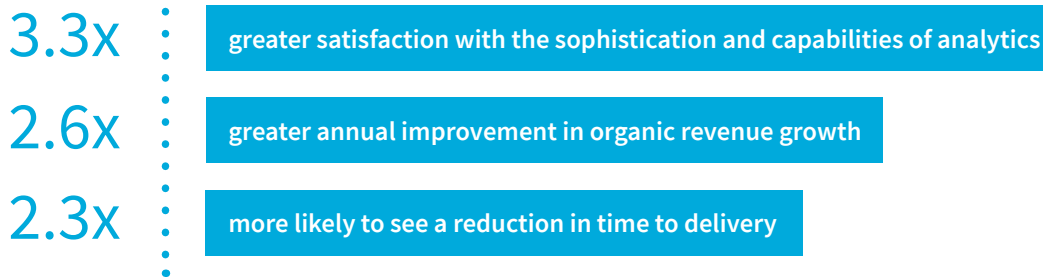 3.3x greater satisfaction with the sophistication and capabilities of analytics
2.6x greater annual improvement in organic revenue growth
2.3x more likely to see a reduction in time to delivery